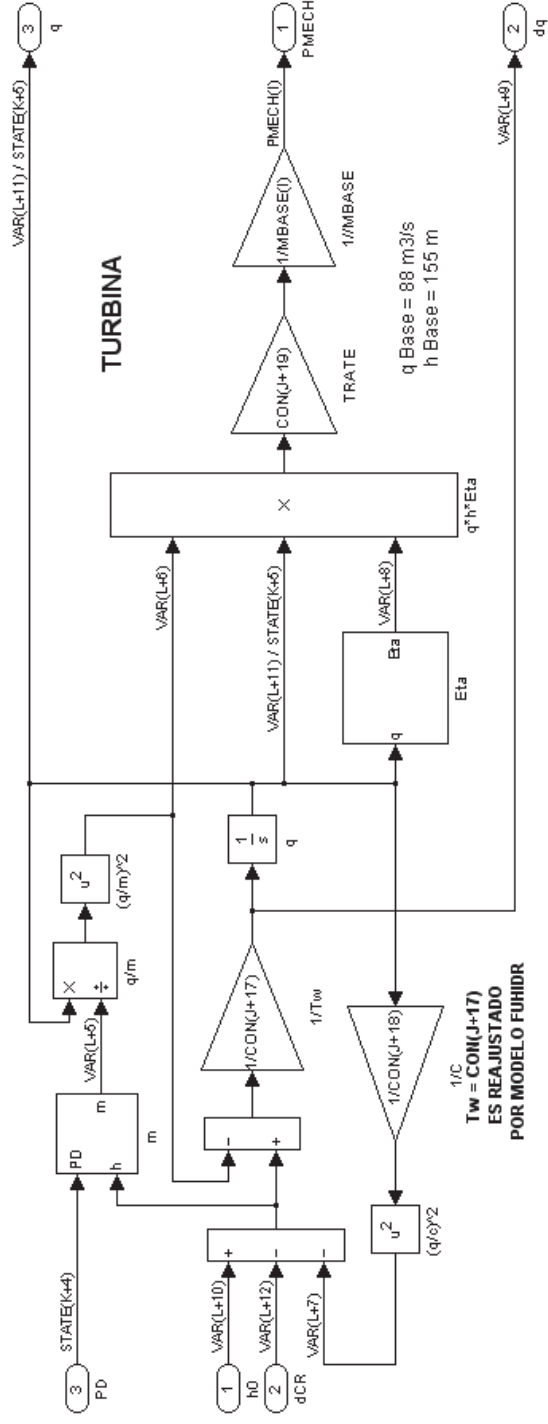 3
PD
STATE(K+4)
PD
h
m
m
VAR(L+5)
×
÷
q/m
u²
(q/m)^2
VAR(L+11) / STATE(K+5)
3
q
TURBINA
1
h0
2
dCR
VAR(L+10)
VAR(L+12)
VAR(L+7)
+
-
-
-
+
1/CON(J+17)
1/Tw
1
s
q
VAR(L+6)
VAR(L+11) / STATE(K+5)
VAR(L+8)
×
q*h*Eta
CON(J+19)
TRATE
1/MBASE(I)
1//MBASE
PMECH(I)
1
PMECH
q
Eta
Eta
q Base = 88 m3/s
h Base = 155 m
u²
(q/c)^2
1/CON(J+18)
1/C
Tw = CON(J+17)
ES REAJUSTADO
POR MODELO FUHIDR
VAR(L+9)
2
dq